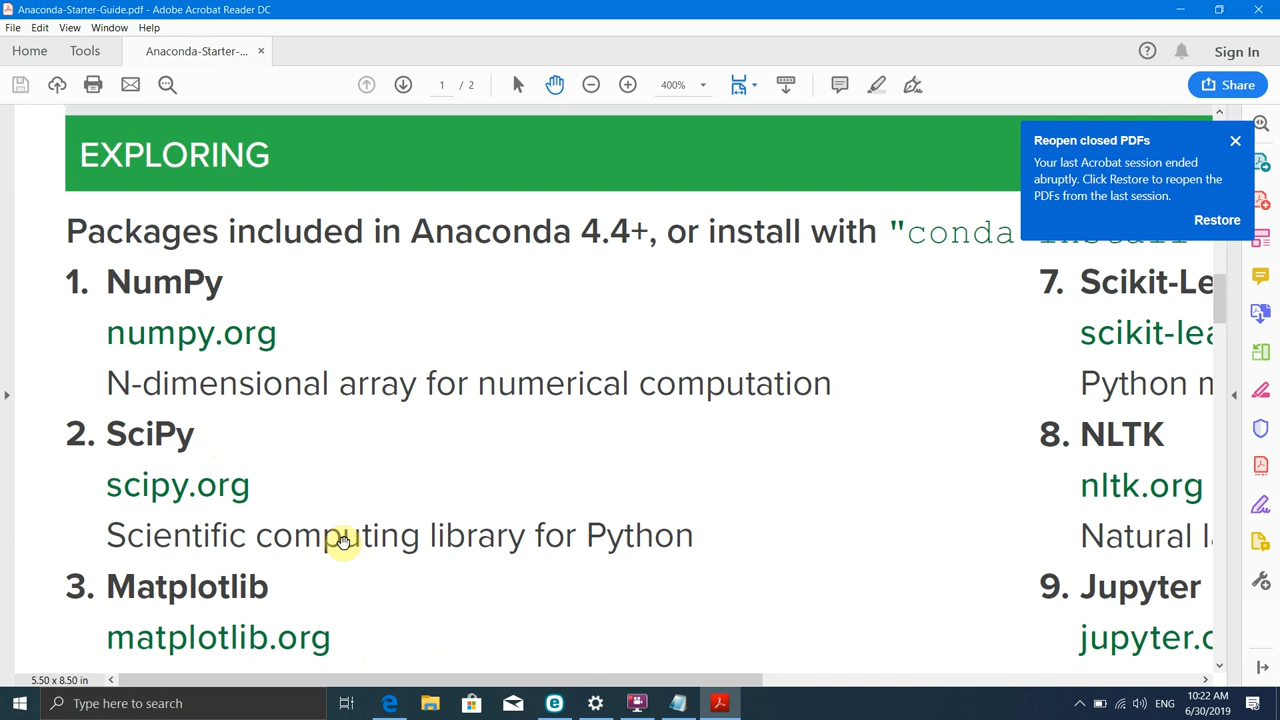 Anaconda-Starter-Guide.pdf - Adobe Acrobat Reader DC
File Edit View Window Help
Home Tools Anaconda-Starter-... × Sign In
1 / 2 400% Share
EXPLORING
Reopen closed PDFs
Your last Acrobat session ended
abruptly. Click Restore to reopen the
PDFs from the last session.
Restore
Packages included in Anaconda 4.4+, or install with "conda install
1. NumPy
numpy.org
N-dimensional array for numerical computation
2. SciPy
scipy.org
Scientific computing library for Python
3. Matplotlib
matplotlib.org
7. Scikit-Le
scikit-lea
Python m
8. NLTK
nltk.org
Natural l
9. Jupyter
jupyter.o
5.50 x 8.50 in
Type here to search
ENG
10:22 AM
6/30/2019